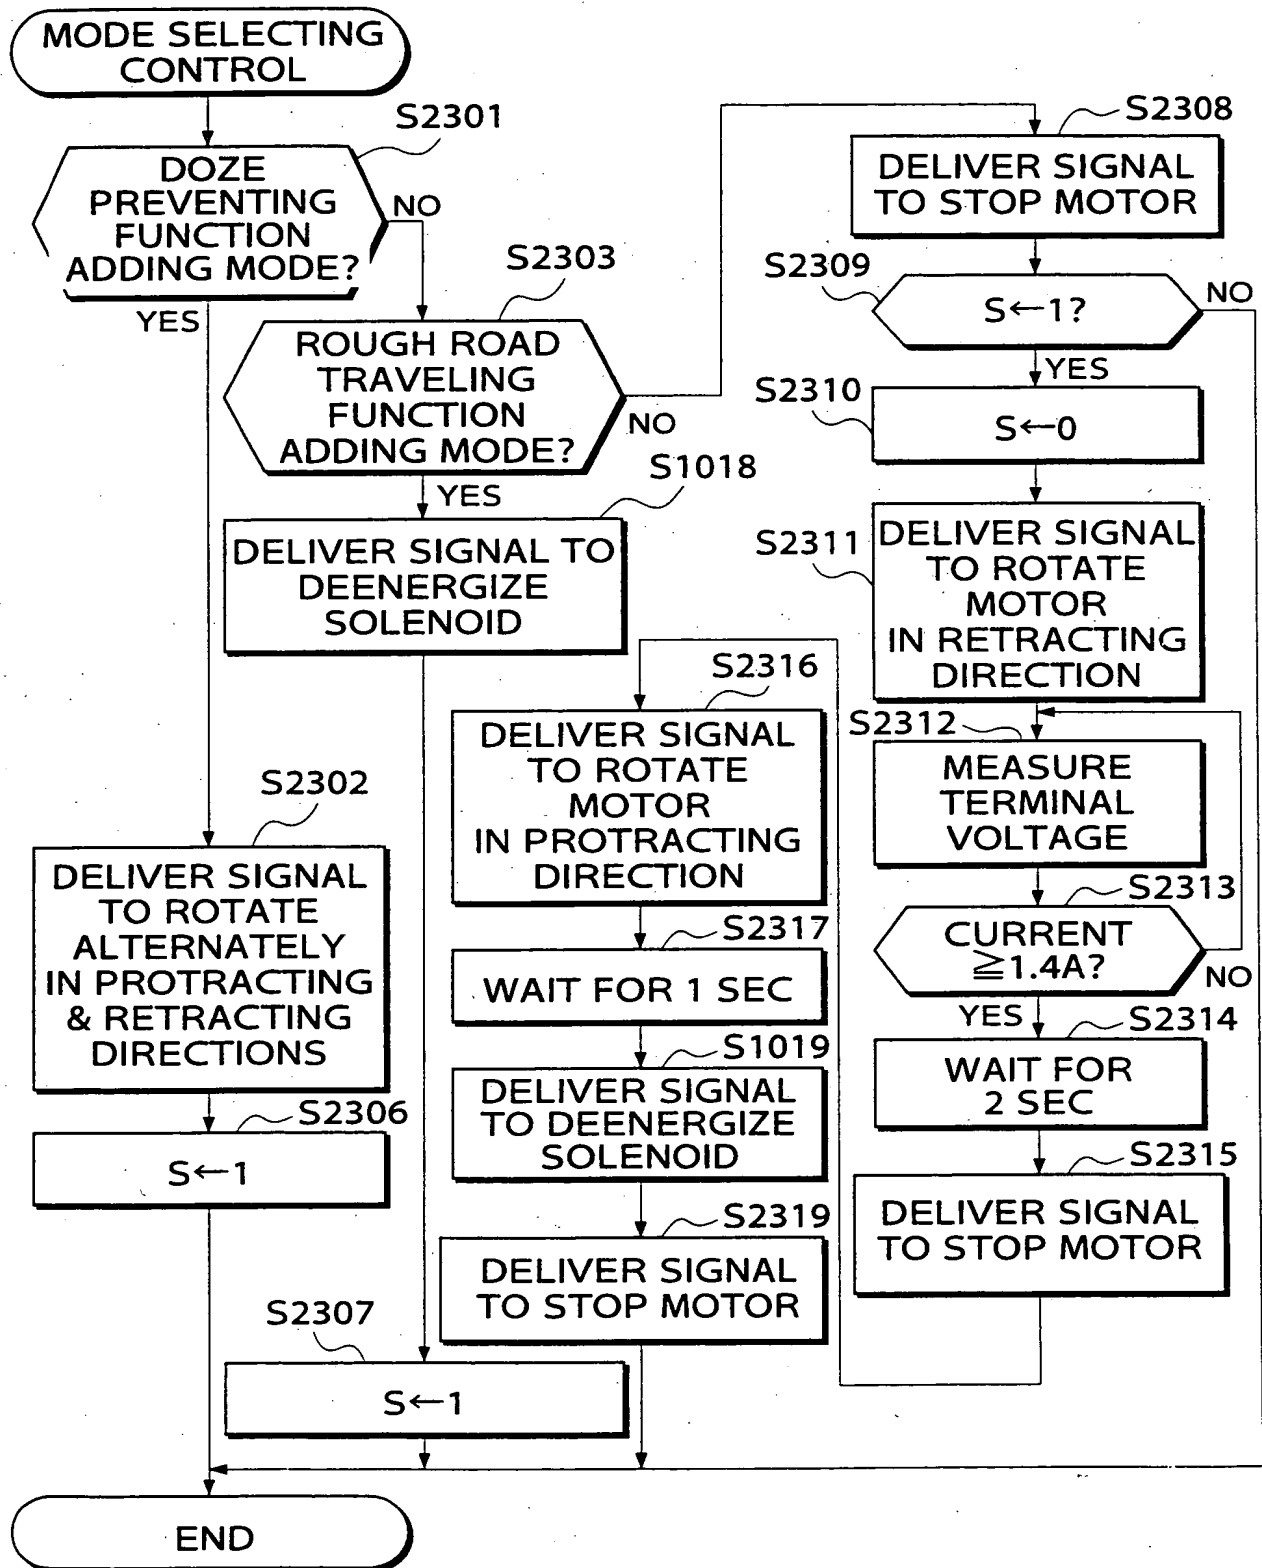 MODE SELECTING
CONTROL
S2301
DOZE
PREVENTING
FUNCTION
ADDING MODE?
NO
YES
S2303
ROUGH ROAD
TRAVELING
FUNCTION
ADDING MODE?
NO
YES
S1018
DELIVER SIGNAL TO
DEENERGIZE
SOLENOID
S2302
DELIVER SIGNAL
TO ROTATE
ALTERNATELY
IN PROTRACTING
& RETRACTING
DIRECTIONS
S2306
S←1
S2307
S←1
S2308
DELIVER SIGNAL
TO STOP MOTOR
S2309
S←1?
NO
YES
S2310
S←0
S2311
DELIVER SIGNAL
TO ROTATE
MOTOR
IN RETRACTING
DIRECTION
S2312
MEASURE
TERMINAL
VOLTAGE
S2313
CURRENT
≧1.4A?
NO
YES
S2314
WAIT FOR
2 SEC
S2315
DELIVER SIGNAL
TO STOP MOTOR
S2316
DELIVER SIGNAL
TO ROTATE
MOTOR
IN PROTRACTING
DIRECTION
S2317
WAIT FOR 1 SEC
S1019
DELIVER SIGNAL
TO DEENERGIZE
SOLENOID
S2319
DELIVER SIGNAL
TO STOP MOTOR
END